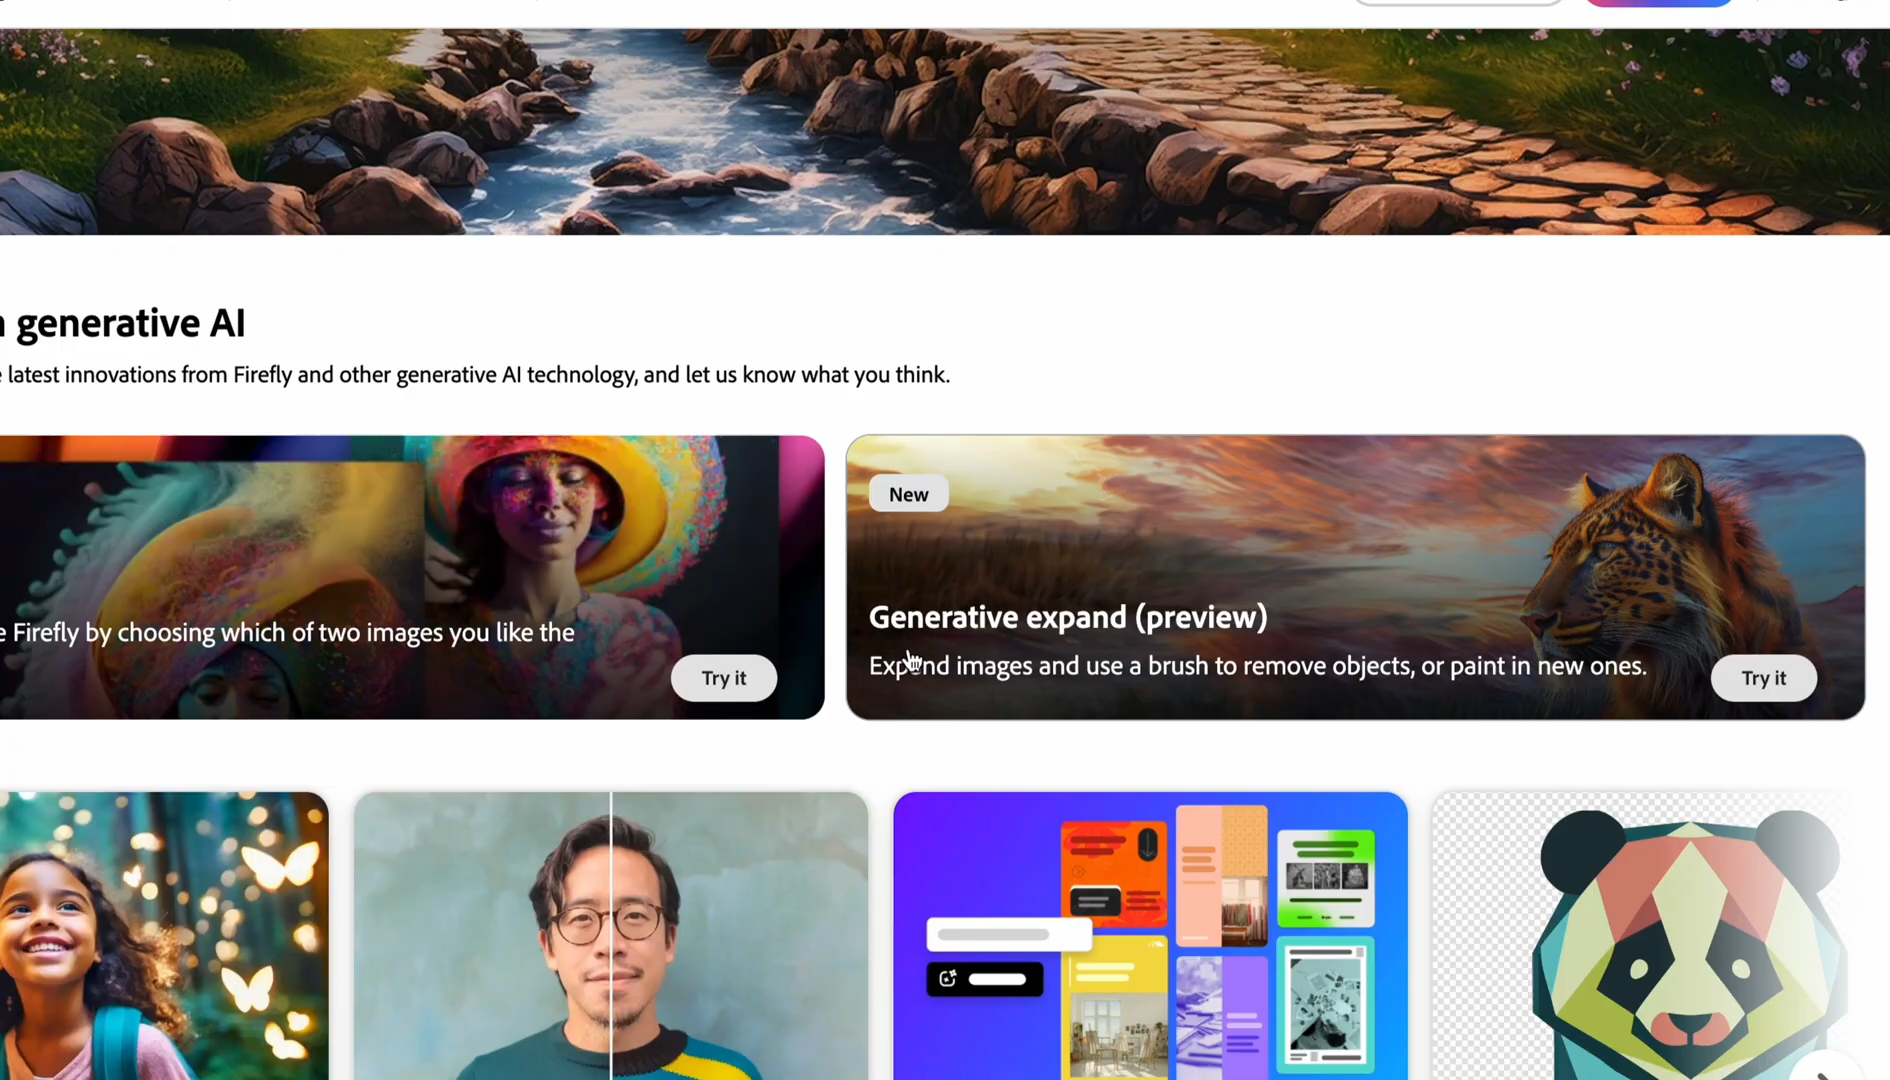 generative AI
latest innovations from Firefly and other generative AI technology, and let us know what you think.
New
Generative expand (preview)
Expand images and use a brush to remove objects, or paint in new ones.
Try it
Firefly by choosing which of two images you like the
Try it